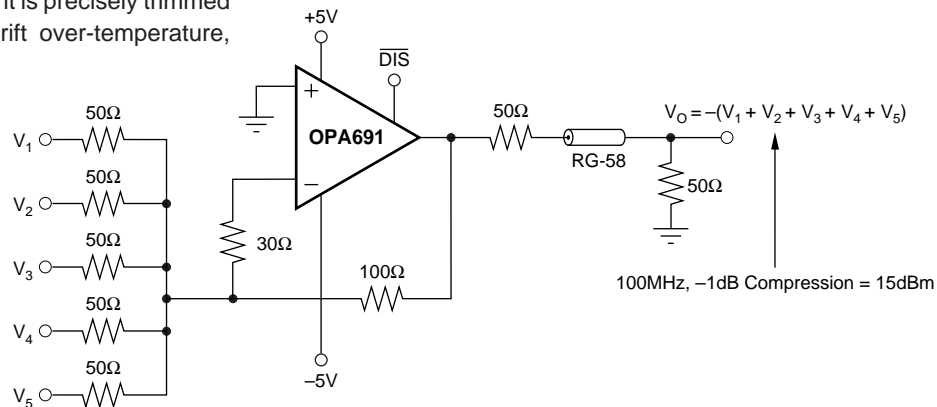 nt is precisely trimmed
rift over-temperature,
+5V
DIS
50Ω
V1
50Ω
V2
50Ω
V3
50Ω
V4
50Ω
V5
+
OPA691
–
30Ω
100Ω
–5V
50Ω
RG-58
50Ω
VO = –(V1 + V2 + V3 + V4 + V5)
100MHz, –1dB Compression = 15dBm